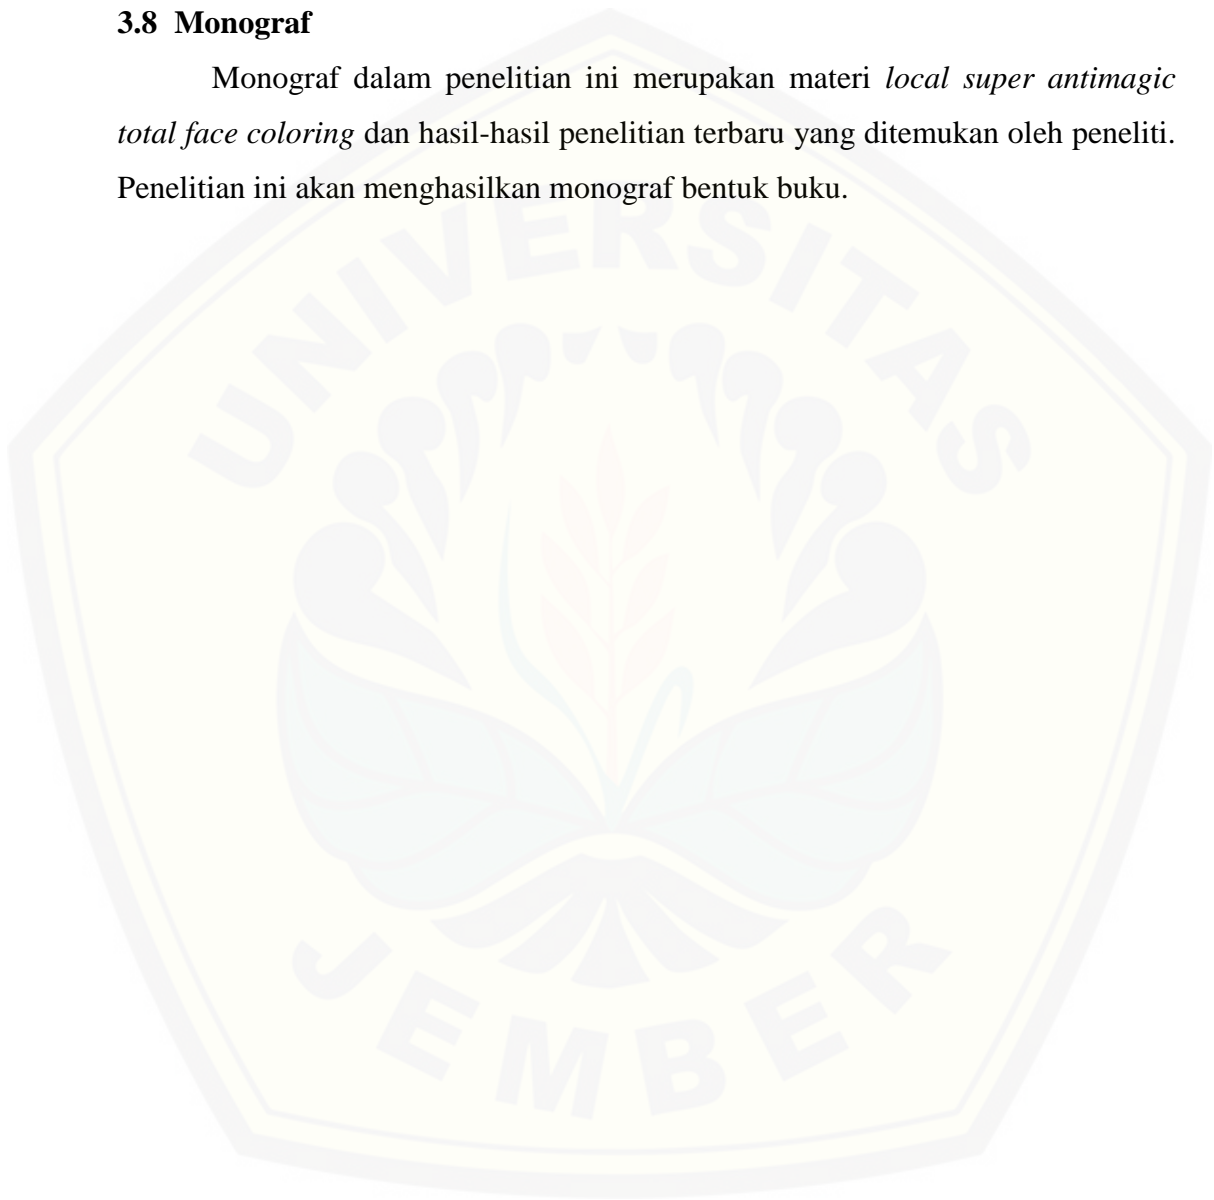 3.8 Monograf
Monograf dalam penelitian ini merupakan materi local super antimagic
total face coloring dan hasil-hasil penelitian terbaru yang ditemukan oleh peneliti.
Penelitian ini akan menghasilkan monograf bentuk buku.
UNIVERSITAS
JEMBER